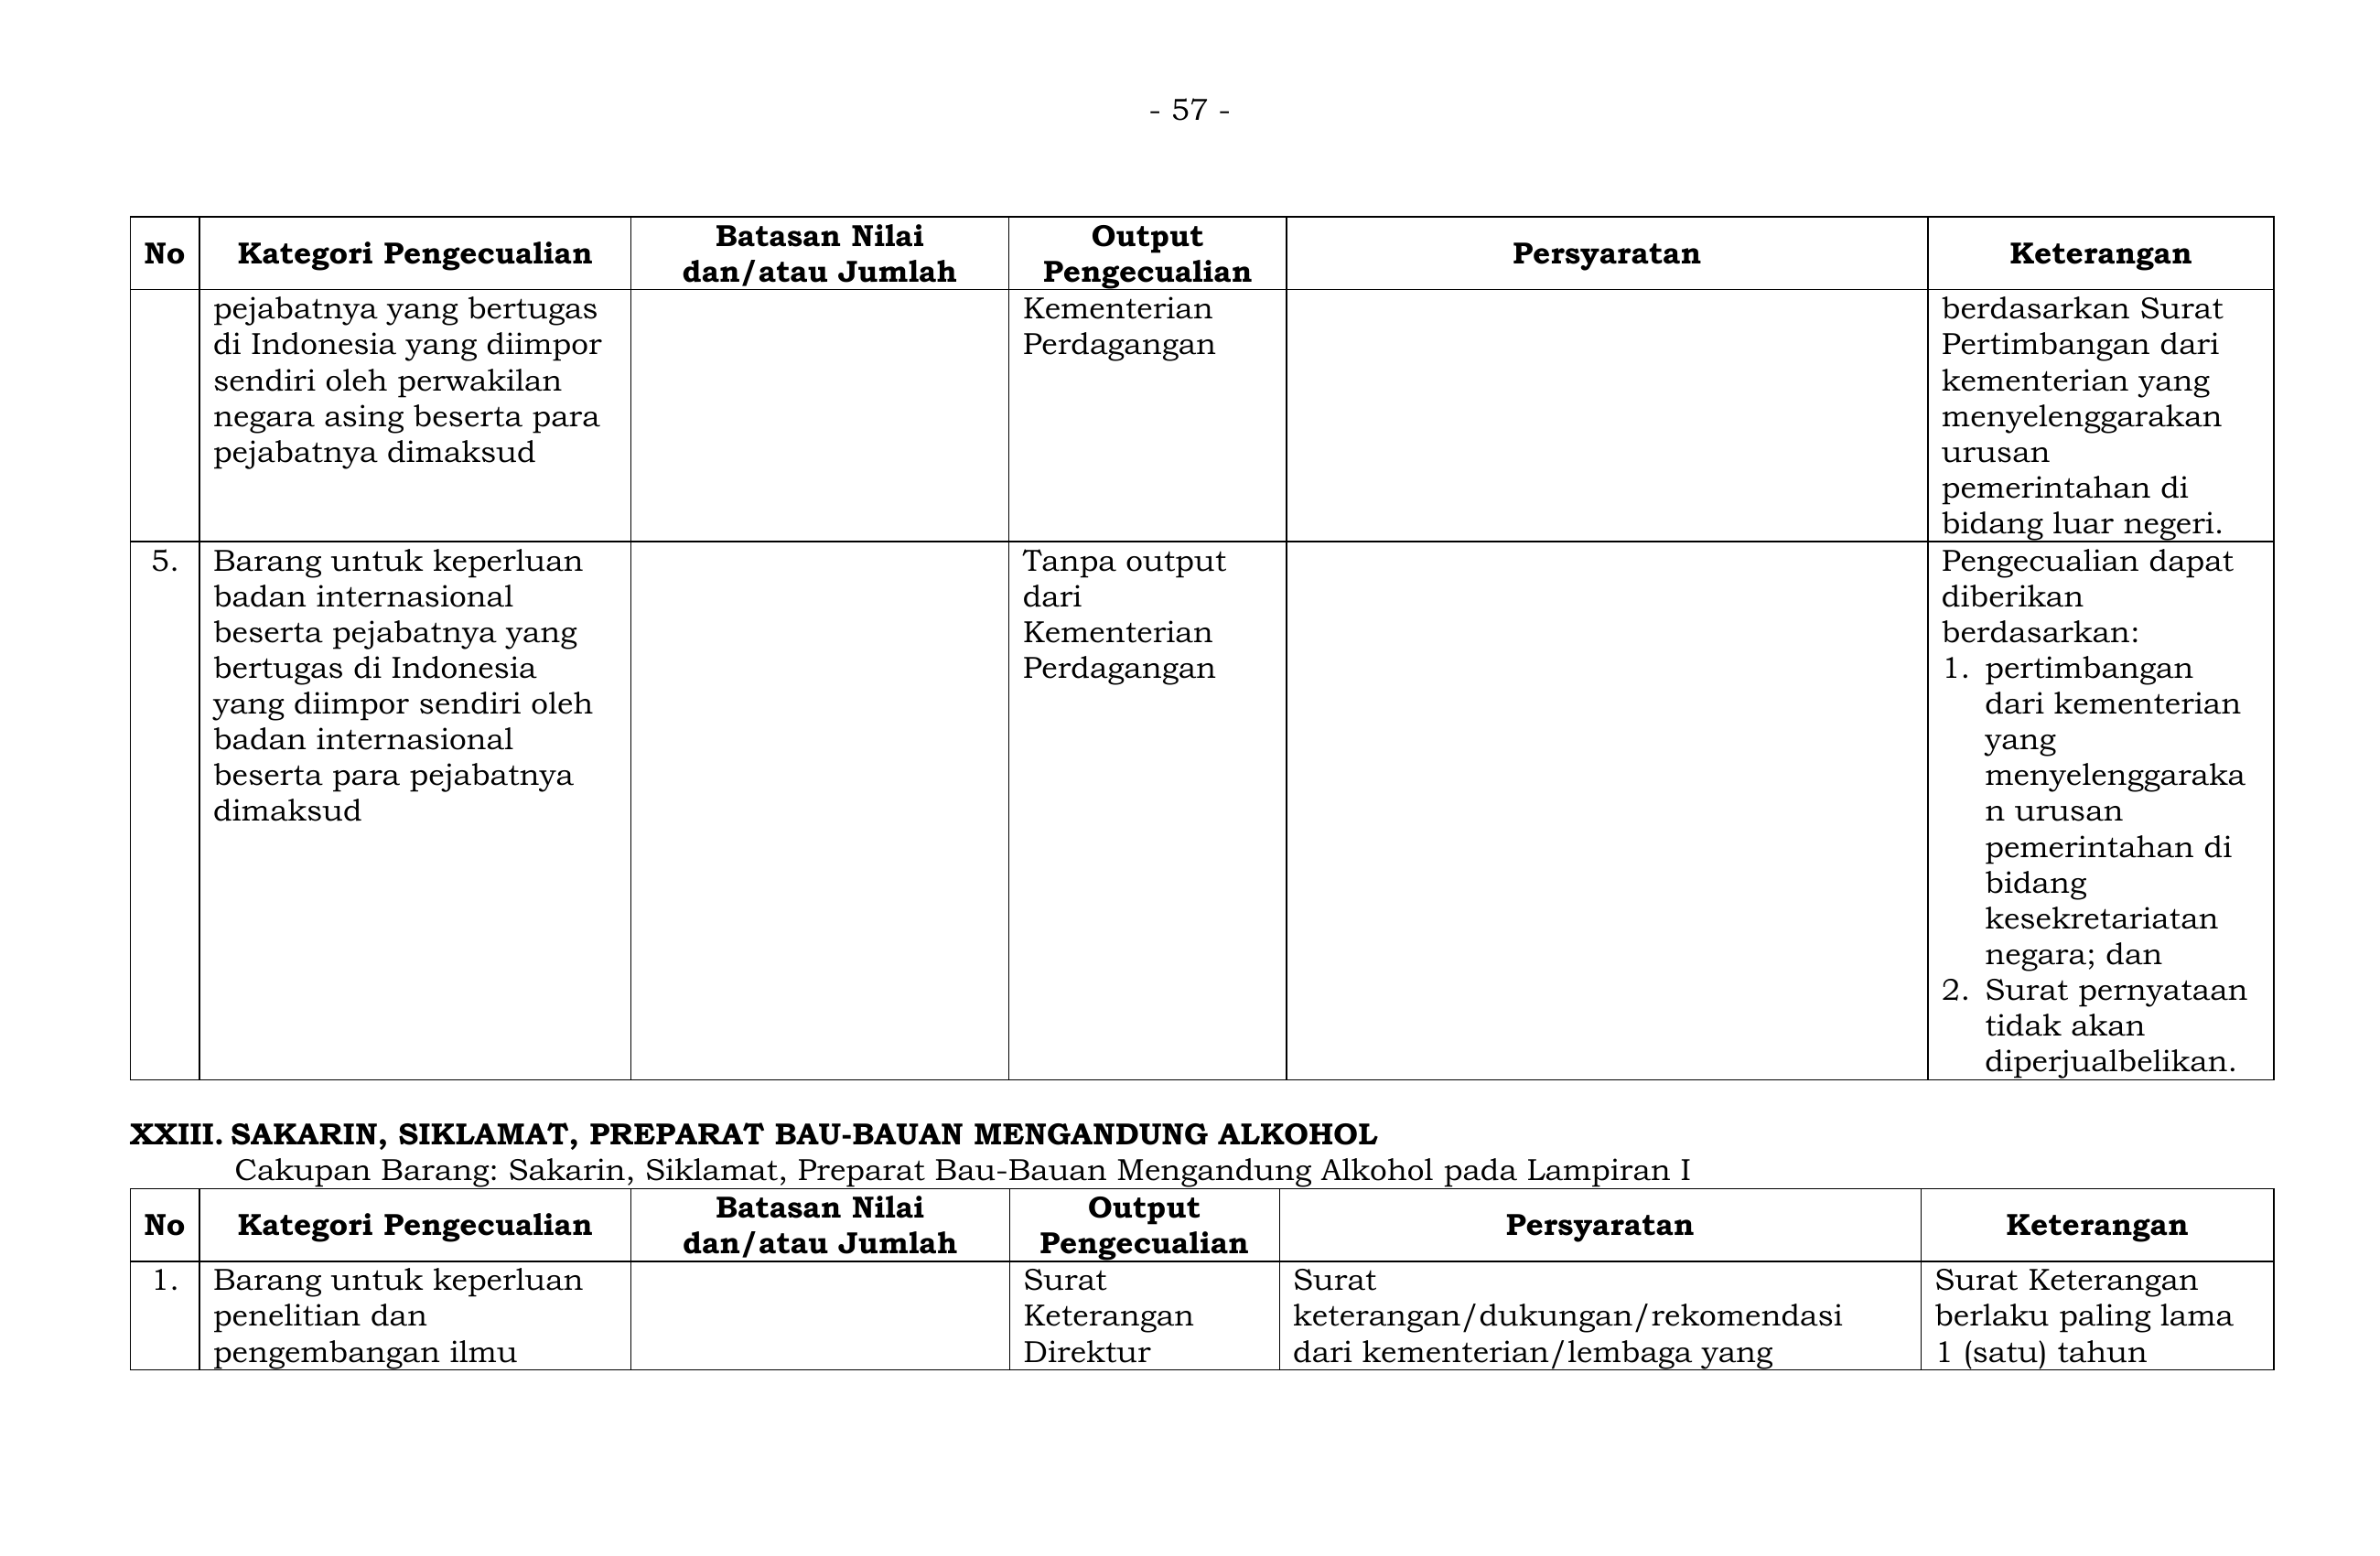 - 57 -
No
Kategori Pengecualian
Batasan Nilai
dan/atau Jumlah
Output
Pengecualian
Persyaratan
Keterangan
pejabatnya yang bertugas
di Indonesia yang diimpor
sendiri oleh perwakilan
negara asing beserta para
pejabatnya dimaksud
Kementerian
Perdagangan
berdasarkan Surat
Pertimbangan dari
kementerian yang
menyelenggarakan
urusan
pemerintahan di
bidang luar negeri.
5.
Barang untuk keperluan
badan internasional
beserta pejabatnya yang
bertugas di Indonesia
yang diimpor sendiri oleh
badan internasional
beserta para pejabatnya
dimaksud
Tanpa output
dari
Kementerian
Perdagangan
Pengecualian dapat
diberikan
berdasarkan:
1. pertimbangan
dari kementerian
yang
menyelenggaraka
n urusan
pemerintahan di
bidang
kesekretariatan
negara; dan
2. Surat pernyataan
tidak akan
diperjualbelikan.
XXIII. SAKARIN, SIKLAMAT, PREPARAT BAU-BAUAN MENGANDUNG ALKOHOL
Cakupan Barang: Sakarin, Siklamat, Preparat Bau-Bauan Mengandung Alkohol pada Lampiran I
No
Kategori Pengecualian
Batasan Nilai
dan/atau Jumlah
Output
Pengecualian
Persyaratan
Keterangan
1.
Barang untuk keperluan
penelitian dan
pengembangan ilmu
Surat
Keterangan
Direktur
Surat
keterangan/dukungan/rekomendasi
dari kementerian/lembaga yang
Surat Keterangan
berlaku paling lama
1 (satu) tahun